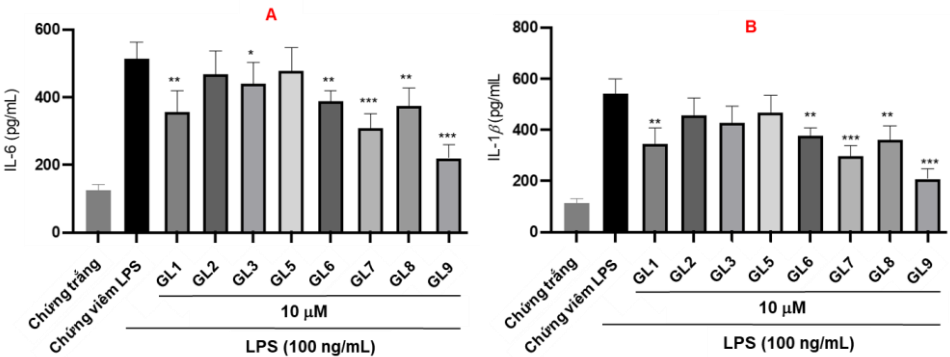 A
IL-6 (pg/mL)
600
400
200
0
**
*
**
***
**
***
Chứng trắng
Chứng viêm LPS
GL1
GL2
GL3
GL5
GL6
GL7
GL8
GL9
10 μM
LPS (100 ng/mL)
B
IL-1β (pg/mlL
800
600
400
200
0
**
**
***
**
***
Chứng trắng
Chứng viêm LPS
GL1
GL2
GL3
GL5
GL6
GL7
GL8
GL9
10 μM
LPS (100 ng/mL)